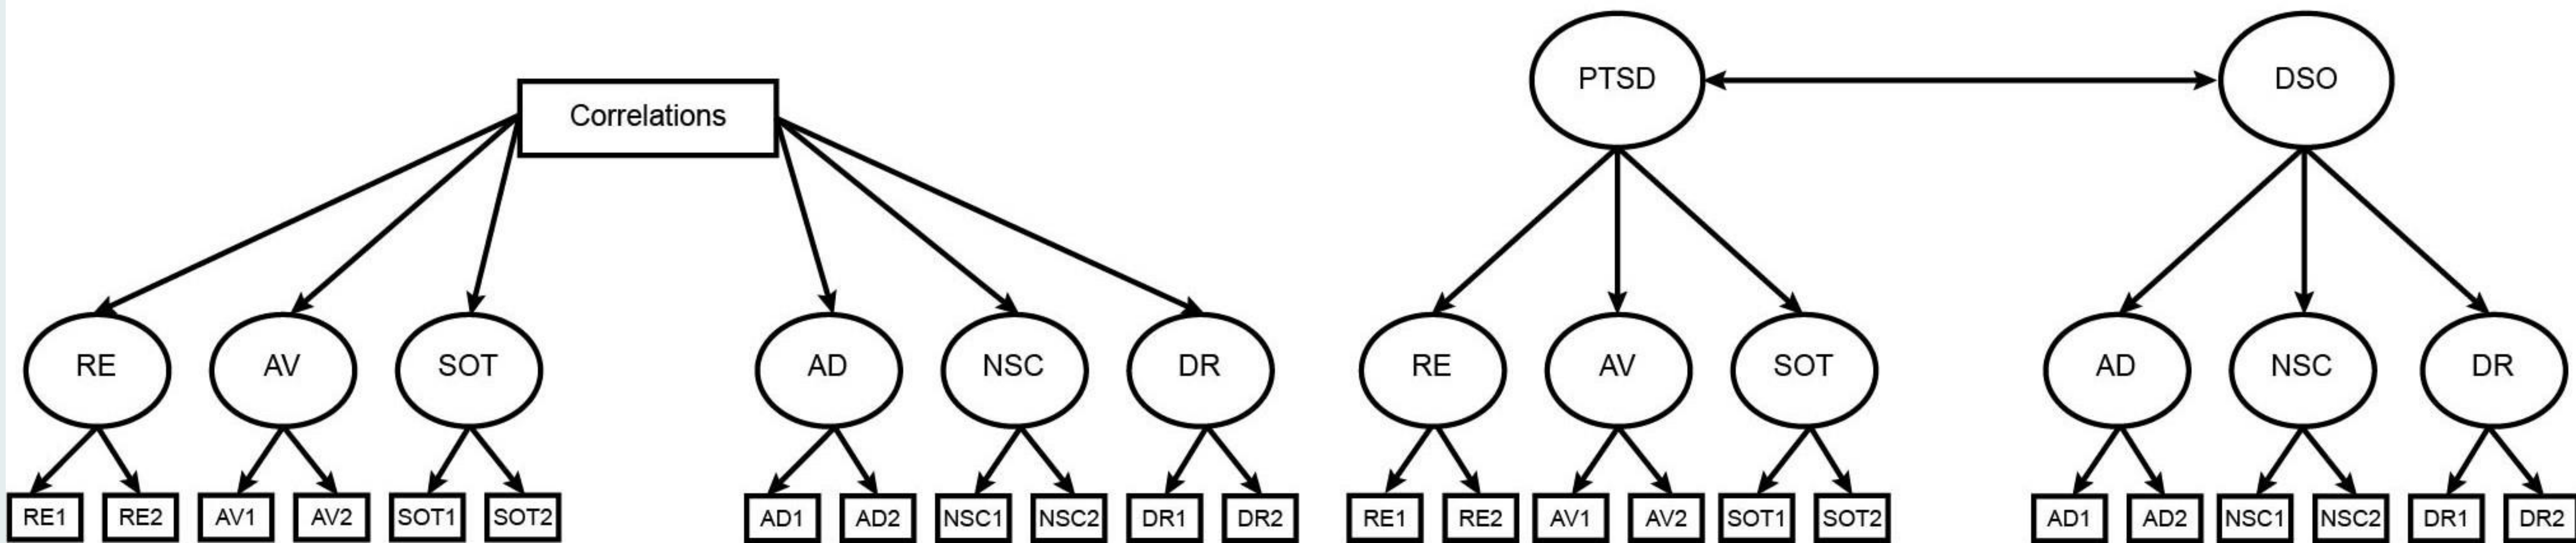 Correlations
RE
AV
SOT
AD
NSC
DR
RE1
RE2
AV1
AV2
SOT1
SOT2
AD1
AD2
NSC1
NSC2
DR1
DR2
PTSD
DSO
RE
AV
SOT
AD
NSC
DR
RE1
RE2
AV1
AV2
SOT1
SOT2
AD1
AD2
NSC1
NSC2
DR1
DR2